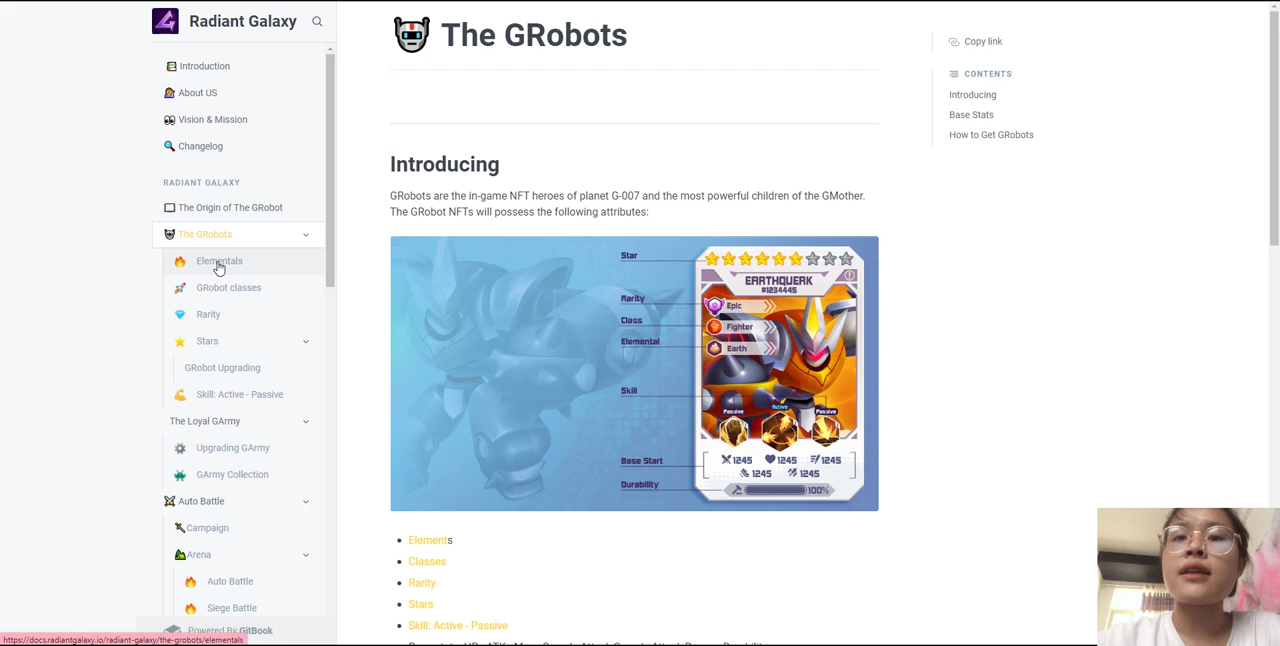 Radiant Galaxy
Introduction
About US
Vision & Mission
Changelog
RADIANT GALAXY
The Origin of The GRobot
The GRobots
Elementals
GRobot classes
Rarity
Stars
GRobot Upgrading
Skill: Active - Passive
The Loyal GArmy
Upgrading GArmy
GArmy Collection
Auto Battle
Campaign
Arena
Auto Battle
Siege Battle
Powered By GitBook
https://docs.radiantgalaxy.io/radiant-galaxy/the-grobots/elementals
The GRobots
Introducing
GRobots are the in-game NFT heroes of planet G-007 and the most powerful children of the GMother.
The GRobot NFTs will possess the following attributes:
Star
Rarity
Class
Elemental
Skill
Base Start
Durability
EARTHQUERK
#1234445
Epic
Fighter
Earth
Passive
Active
Passive
1245
1245
1245
1245
1245
100%
Elements
Classes
Rarity
Stars
Skill: Active - Passive
Copy link
CONTENTS
Introducing
Base Stats
How to Get GRobots